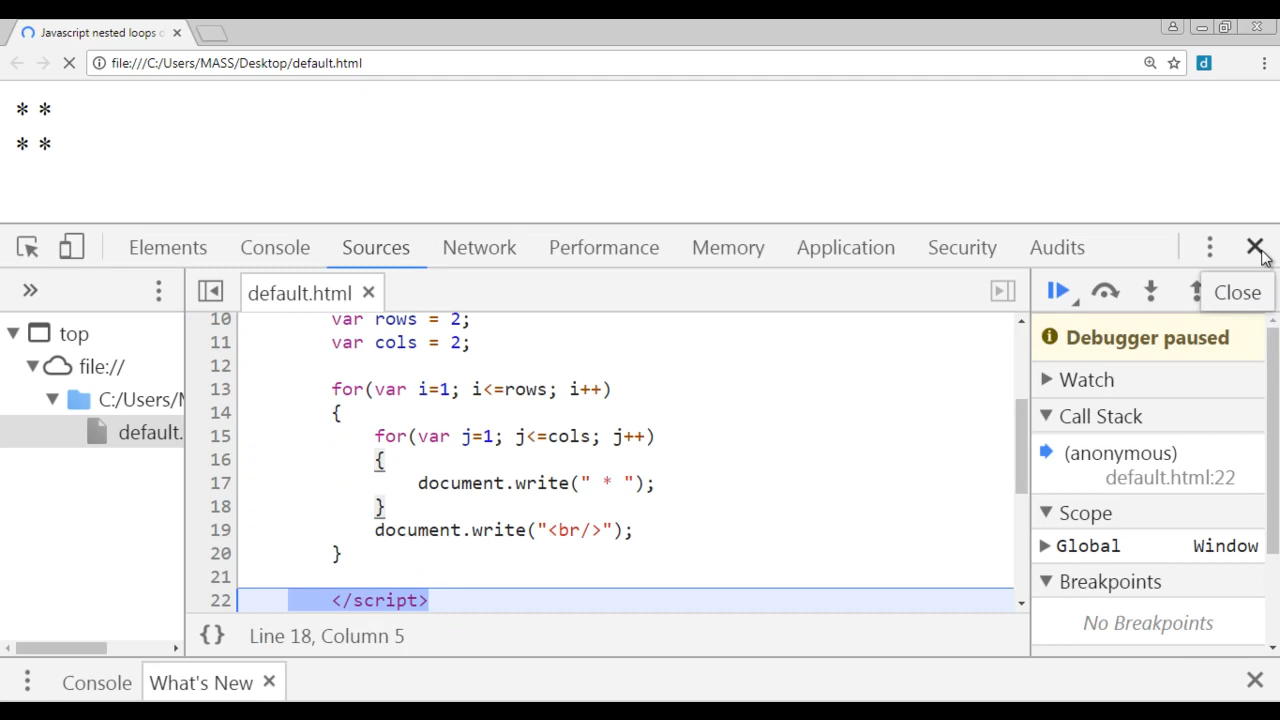 Javascript nested loops
file:///C:/Users/MASS/Desktop/default.html
d
* *
* *
Elements Console Sources Network Performance Memory Application Security Audits
default.html
Close
top
file://
C:/Users/
default.
10 var rows = 2;
11 var cols = 2;
12
13 for(var i=1; i<=rows; i++)
14 {
15 for(var j=1; j<=cols; j++)
16 {
17 document.write(" * ");
18 }
19 document.write("<br/>");
20 }
21
22 </script>
{} Line 18, Column 5
Debugger paused
Watch
Call Stack
(anonymous)
default.html:22
Scope
Global Window
Breakpoints
No Breakpoints
Console What's New